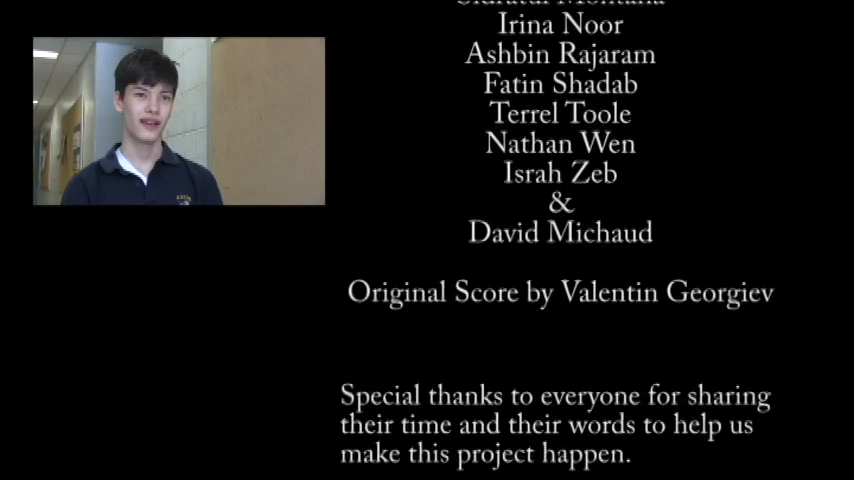 Irina Noor
Ashbin Rajaram
Fatin Shadab
Terrel Toole
Nathan Wen
Israh Zeb
&
David Michaud
Original Score by Valentin Georgiev
Special thanks to everyone for sharing
their time and their words to help us
make this project happen.